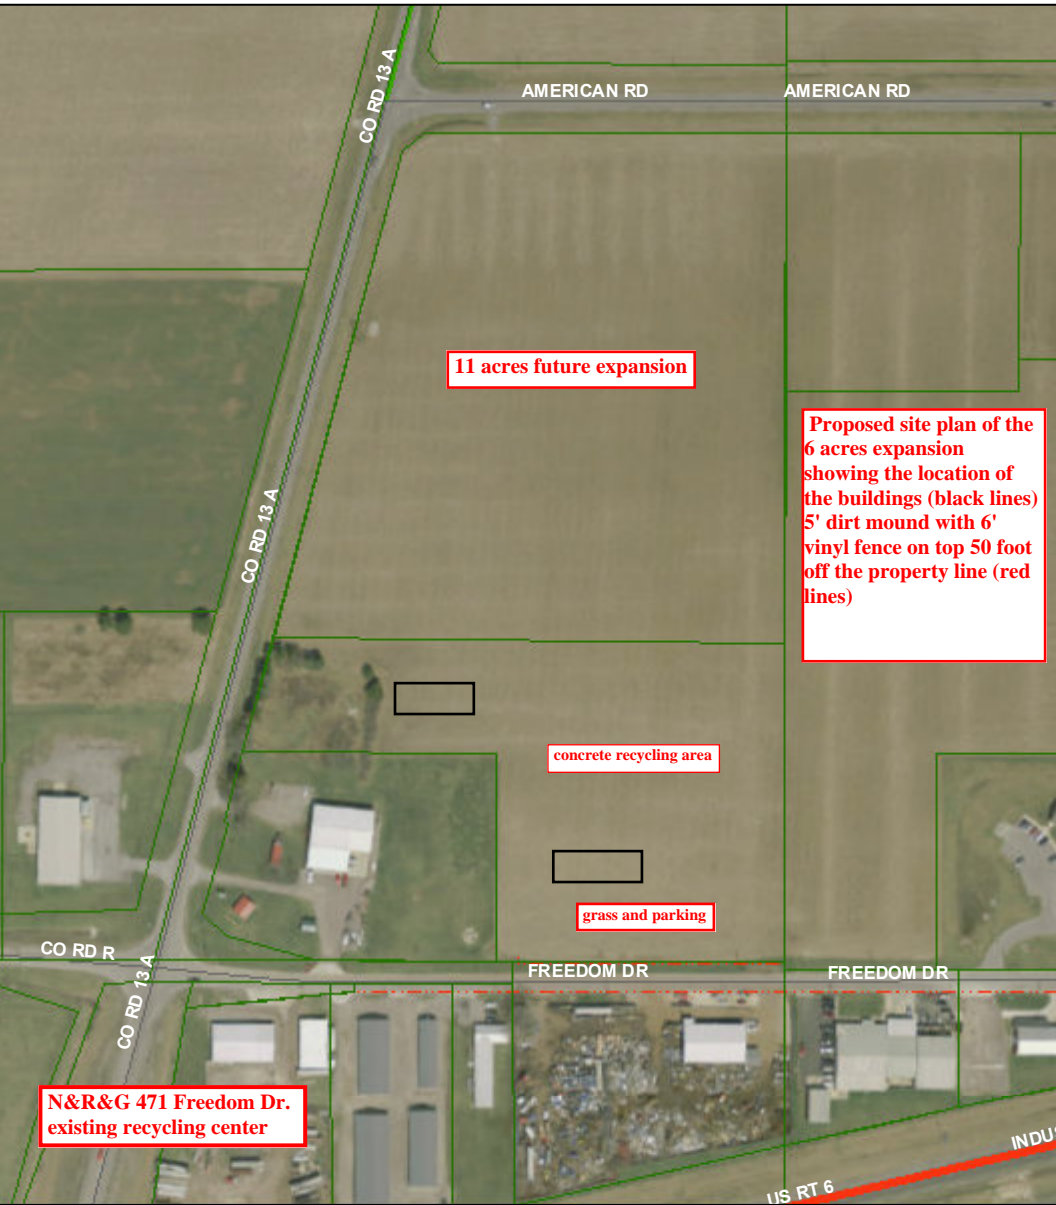 CO RD 13 A
AMERICAN RD
AMERICAN RD
11 acres future expansion
Proposed site plan of the
6 acres expansion
showing the location of
the buildings (black lines)
5' dirt mound with 6'
vinyl fence on top 50 foot
off the property line (red
lines)
CO RD 13 A
concrete recycling area
grass and parking
CO RD R
FREEDOM DR
FREEDOM DR
CO RD 13 A
N&R&G 471 Freedom Dr.
existing recycling center
US RT 6
INDUS